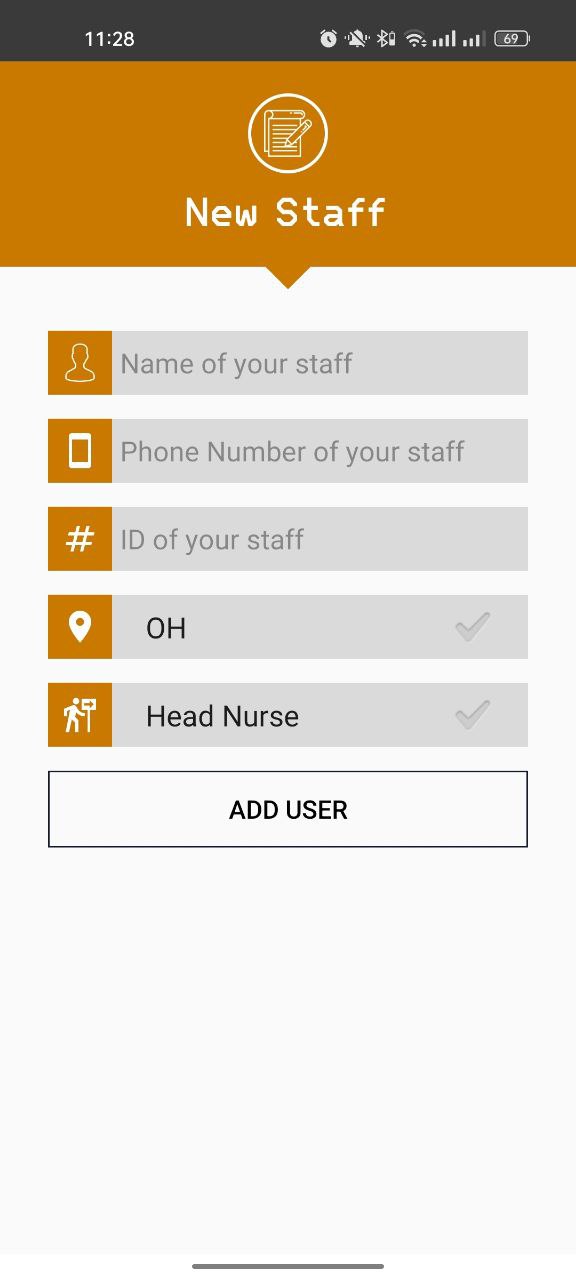 11:28
69
New Staff
Name of your staff
Phone Number of your staff
# ID of your staff
OH
Head Nurse
ADD USER